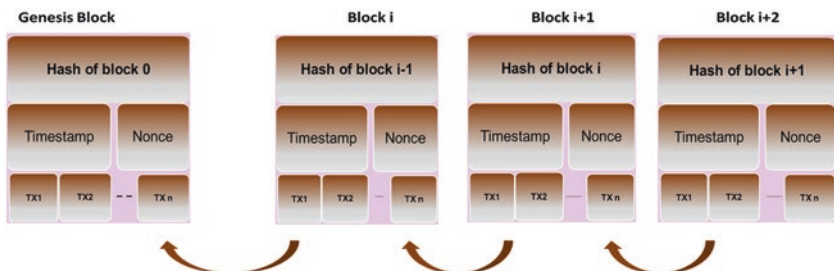 Genesis Block
Hash of block 0
Timestamp
Nonce
TX1
TX2
TX n
Block i
Hash of block i-1
Timestamp
Nonce
TX1
TX2
TX n
Block i+1
Hash of block i
Timestamp
Nonce
TX1
TX2
TX n
Block i+2
Hash of block i+1
Timestamp
Nonce
TX1
TX2
TX n